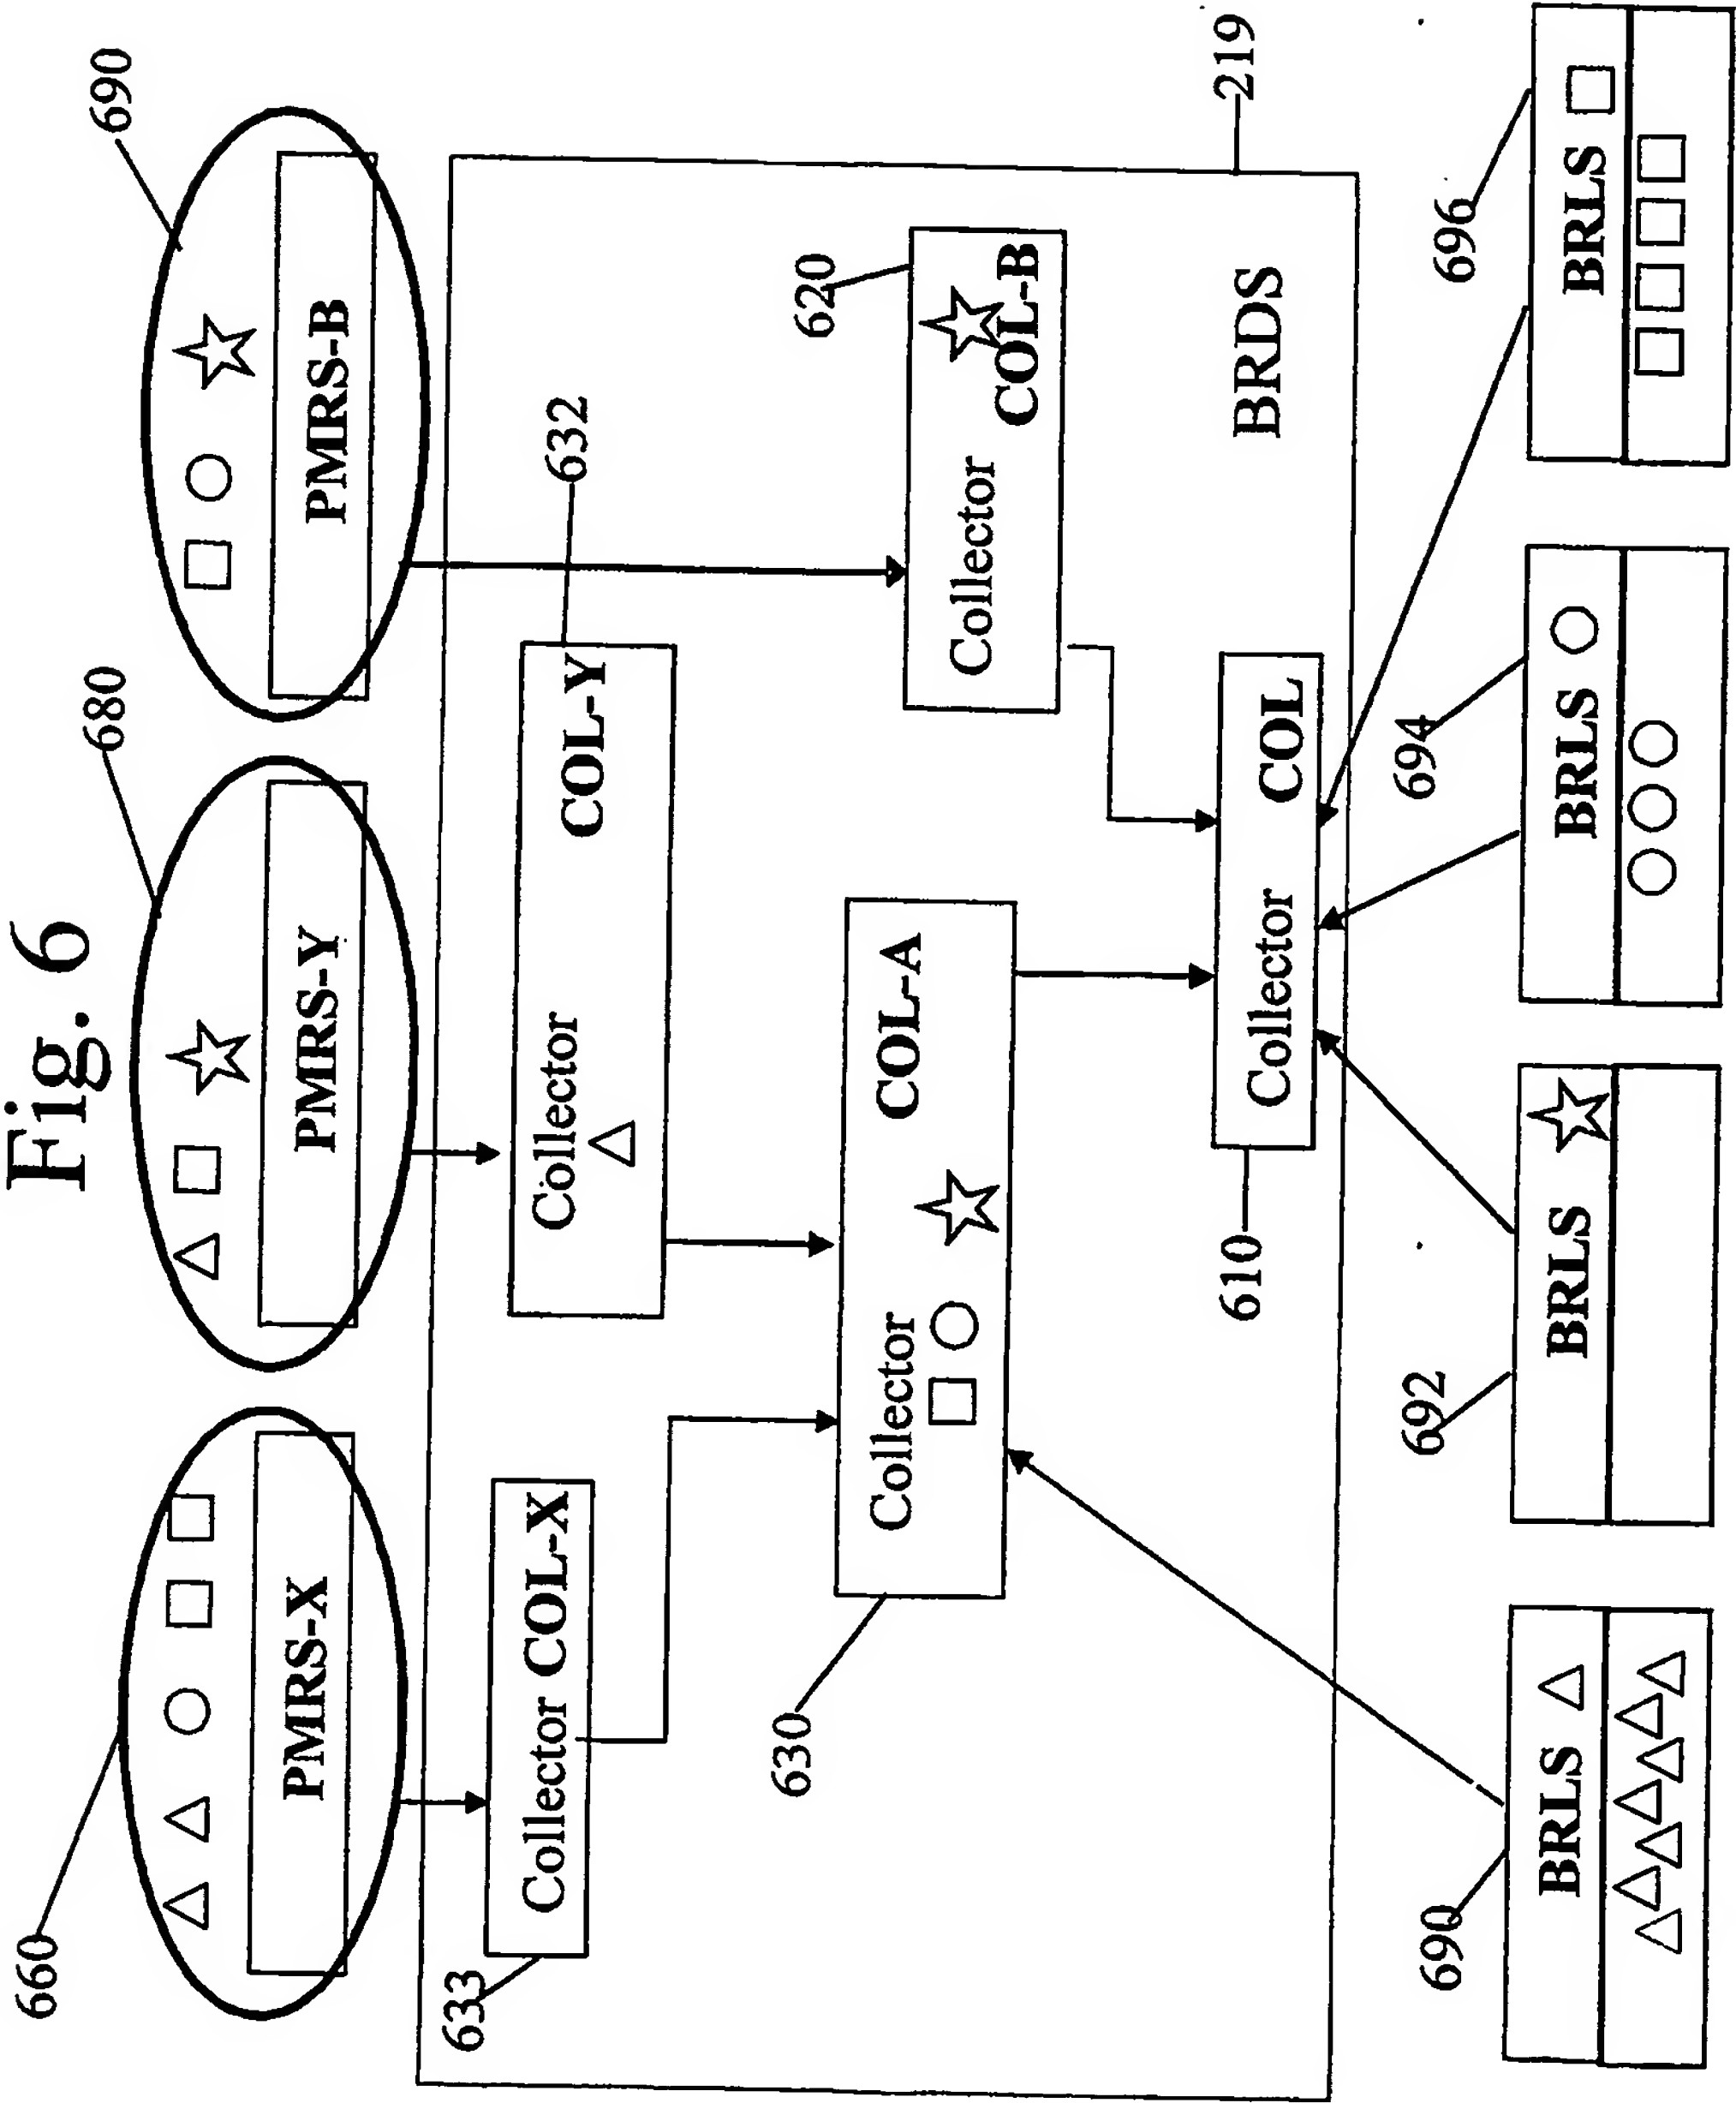 Fig. 6
660
680
690
PMRS-X
PMRS-Y
PMRS-B
633
Collector COL-X
Collector
COL-Y
632
630
Collector
COL-A
620
Collector
COL-B
610
Collector
COL
BRDS
219
690
692
694
696
BRLS
BRLS
BRLS
BRLS